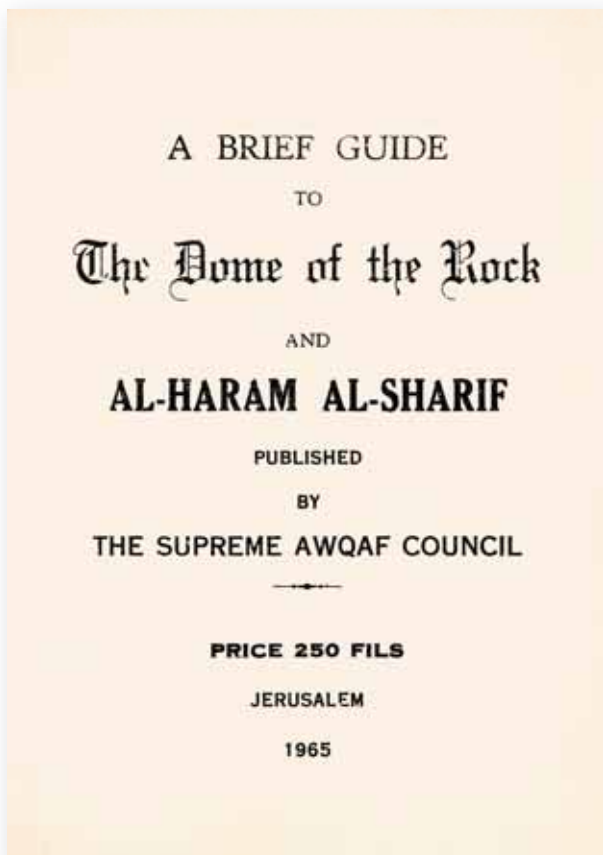 A BRIEF GUIDE
TO
The Dome of the Rock
AND
AL-HARAM AL-SHARIF
PUBLISHED
BY
THE SUPREME AWQAF COUNCIL
PRICE 250 FILS
JERUSALEM
1965